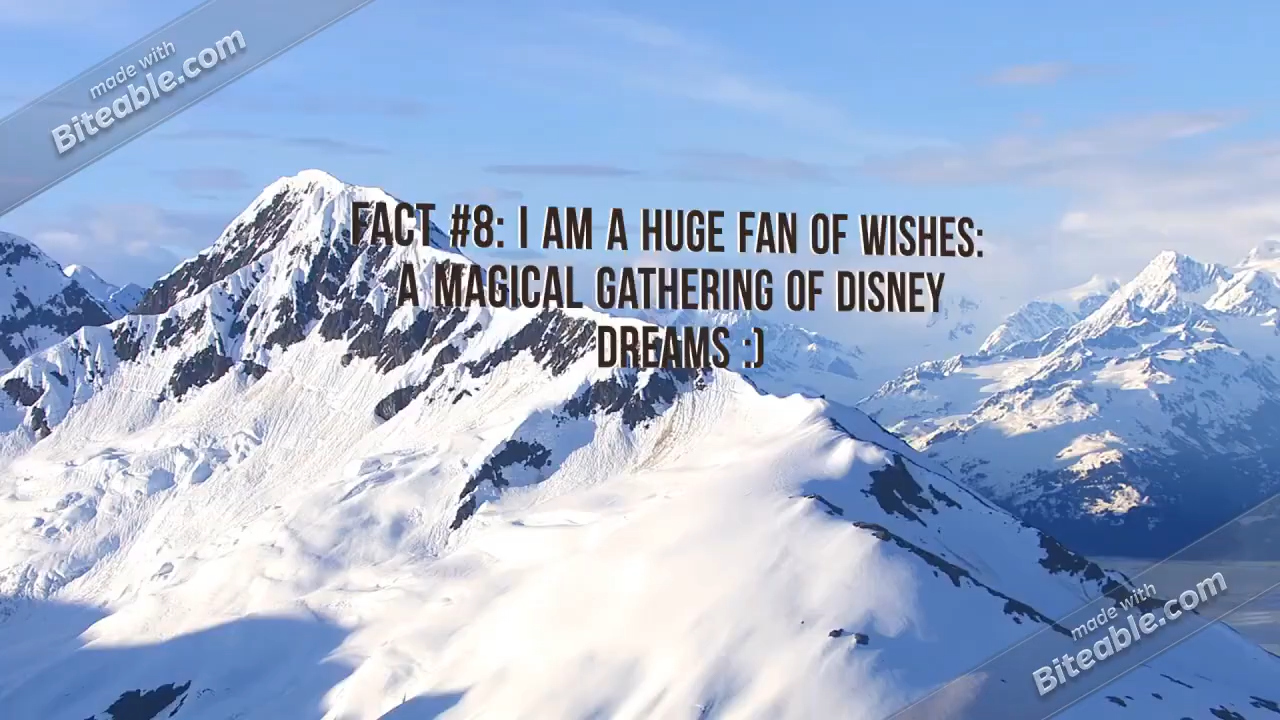 made with
Biteable.com
FACT #8: I AM A HUGE FAN OF WISHES:
A MAGICAL GATHERING OF DISNEY
DREAMS :)
made with
Biteable.com